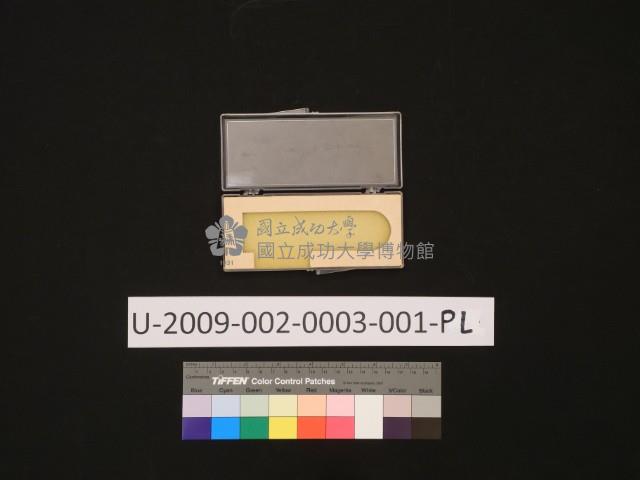 國立成功大學
國立成功大學博物館
1931
U-2009-002-0003-001-PL
TIFFEN Color Control Patches
Blue Cyan Green Yellow Red Magenta White 3/Color Black